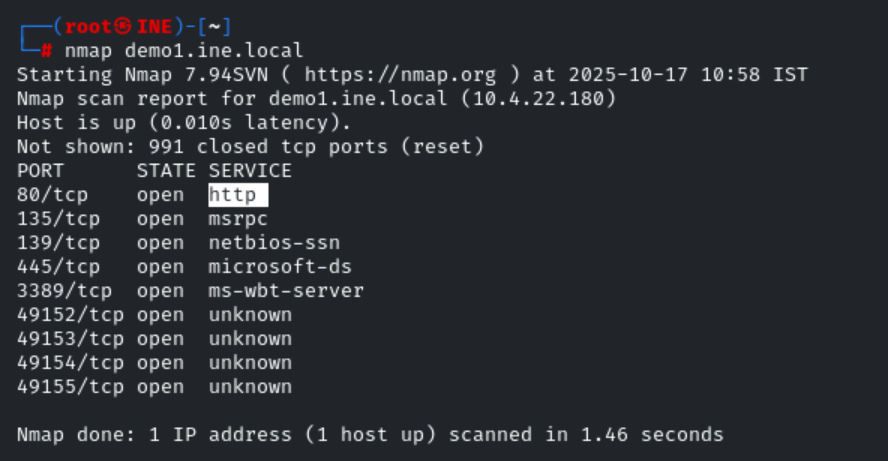 ┌──(root㉿INE)-[~]
└─# nmap demo1.ine.local
Starting Nmap 7.94SVN ( https://nmap.org ) at 2025-10-17 10:58 IST
Nmap scan report for demo1.ine.local (10.4.22.180)
Host is up (0.010s latency).
Not shown: 991 closed tcp ports (reset)
PORT      STATE SERVICE
80/tcp    open  http
135/tcp   open  msrpc
139/tcp   open  netbios-ssn
445/tcp   open  microsoft-ds
3389/tcp  open  ms-wbt-server
49152/tcp open  unknown
49153/tcp open  unknown
49154/tcp open  unknown
49155/tcp open  unknown

Nmap done: 1 IP address (1 host up) scanned in 1.46 seconds